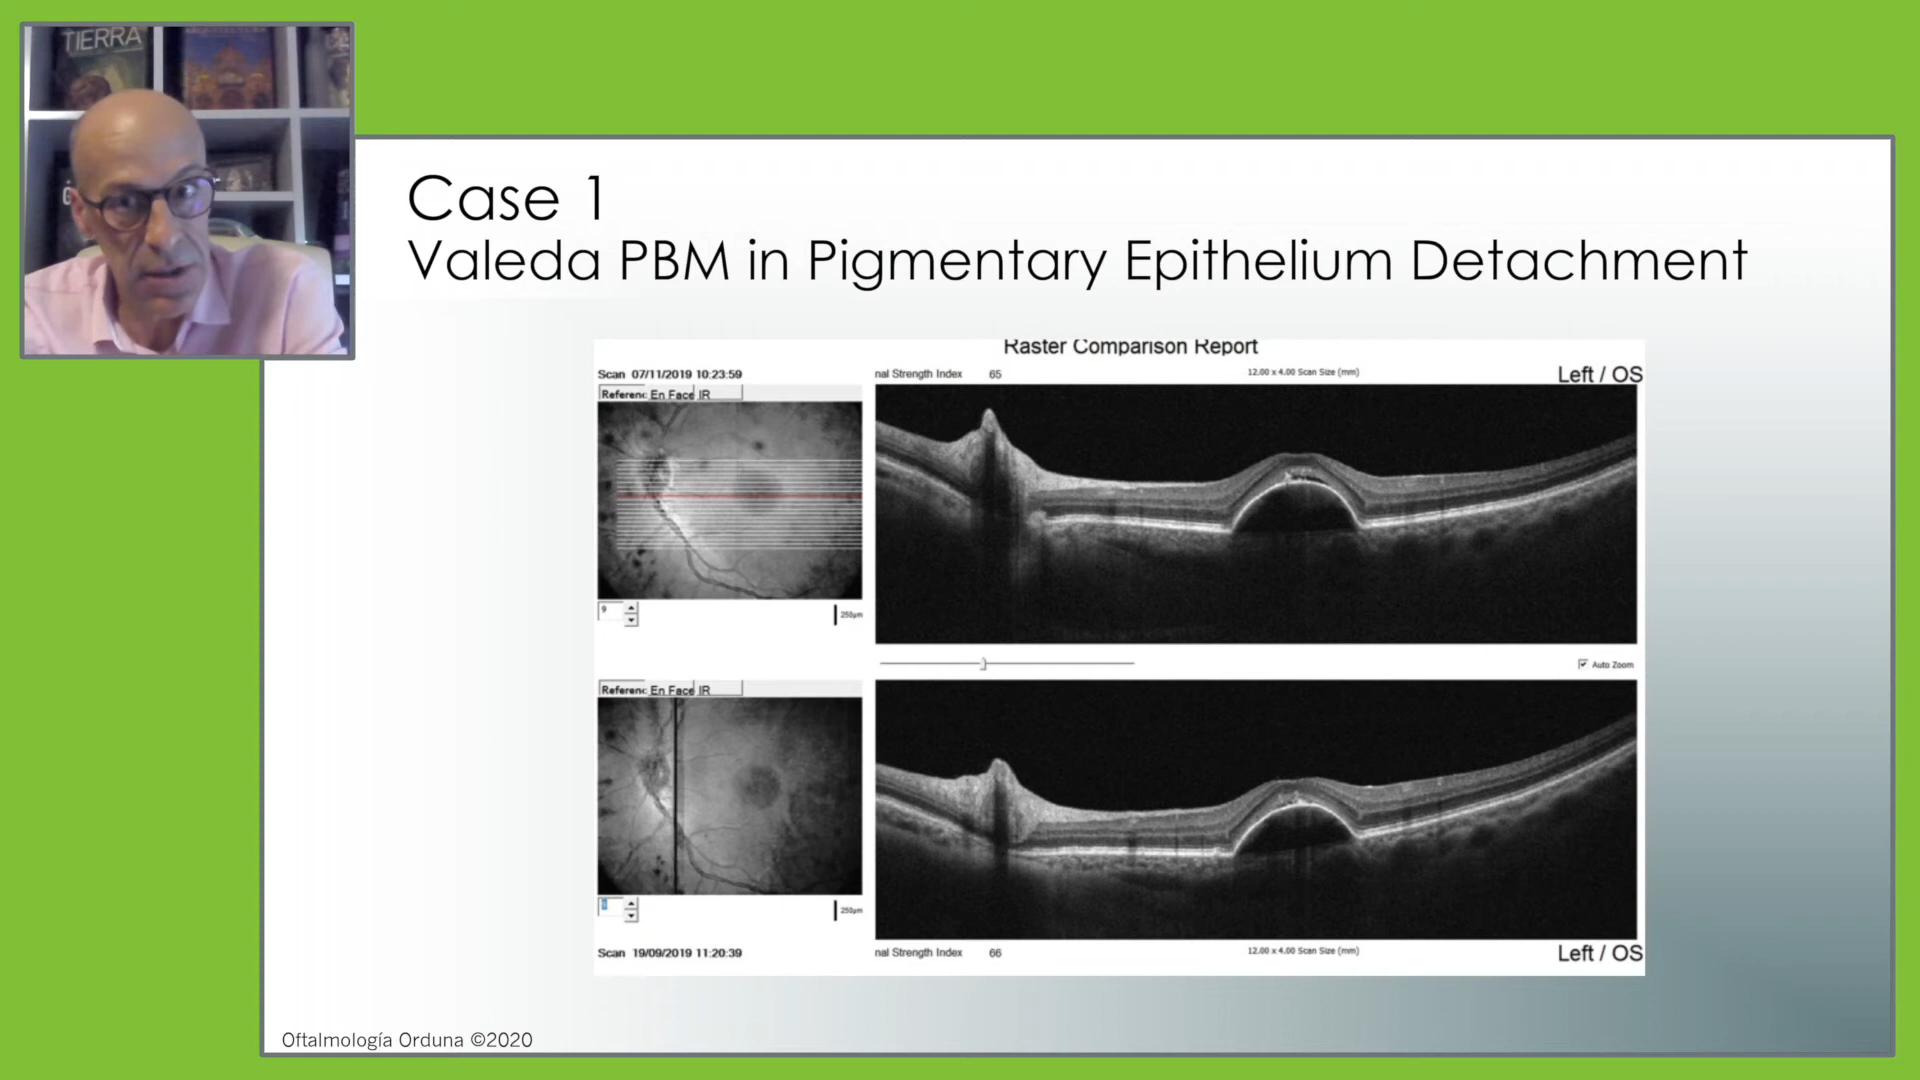 TIERRA
Case 1
Valeda PBM in Pigmentary Epithelium Detachment
Raster Comparison Report
Scan 07/11/2019 10:23:59
nal Strength Index 65
12.00 x 4.00 Scan Size (mm)
Left / OS
Referenc En Face IR
9
250µm
Auto Zoom
Referenc En Face IR
250µm
Scan 19/09/2019 11:20:39
nal Strength Index 66
12.00 x 4.00 Scan Size (mm)
Left / OS
Oftalmología Orduna ©2020